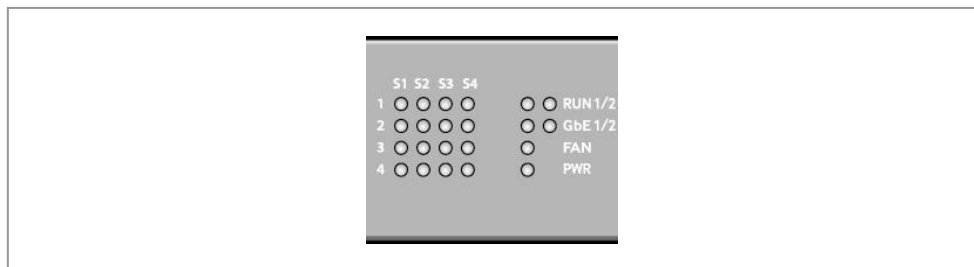 S1 S2 S3 S4
1 RUN 1/2
2 GbE 1/2
3 FAN
4 PWR